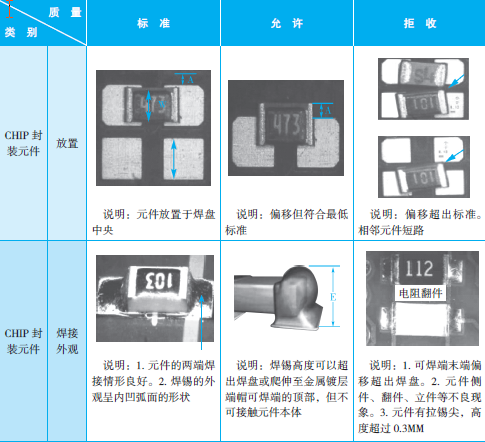 质 量
类 别
标 准
允 许
拒 收
CHIP 封
装元件
放置
A
473
说明：元件放置于焊盘
中央
A
473
说明：偏移但符合最低
标准
101
101
说明：偏移超出标准。
相邻元件短路
CHIP 封
装元件
焊接
外观
103
说明：1. 元件的两端焊
接情形良好。2. 焊锡的外
观呈内凹弧面的形状
E
说明：焊锡高度可以超
出焊盘或爬伸至金属镀层
端帽可焊端的顶部，但不
可接触元件本体
112
电阻翻件
说明：1. 可焊端末端偏
移超出焊盘。2. 元件侧
件、翻件、立件等不良现
象。3. 元件有拉锡尖，高
度超过 0.3MM